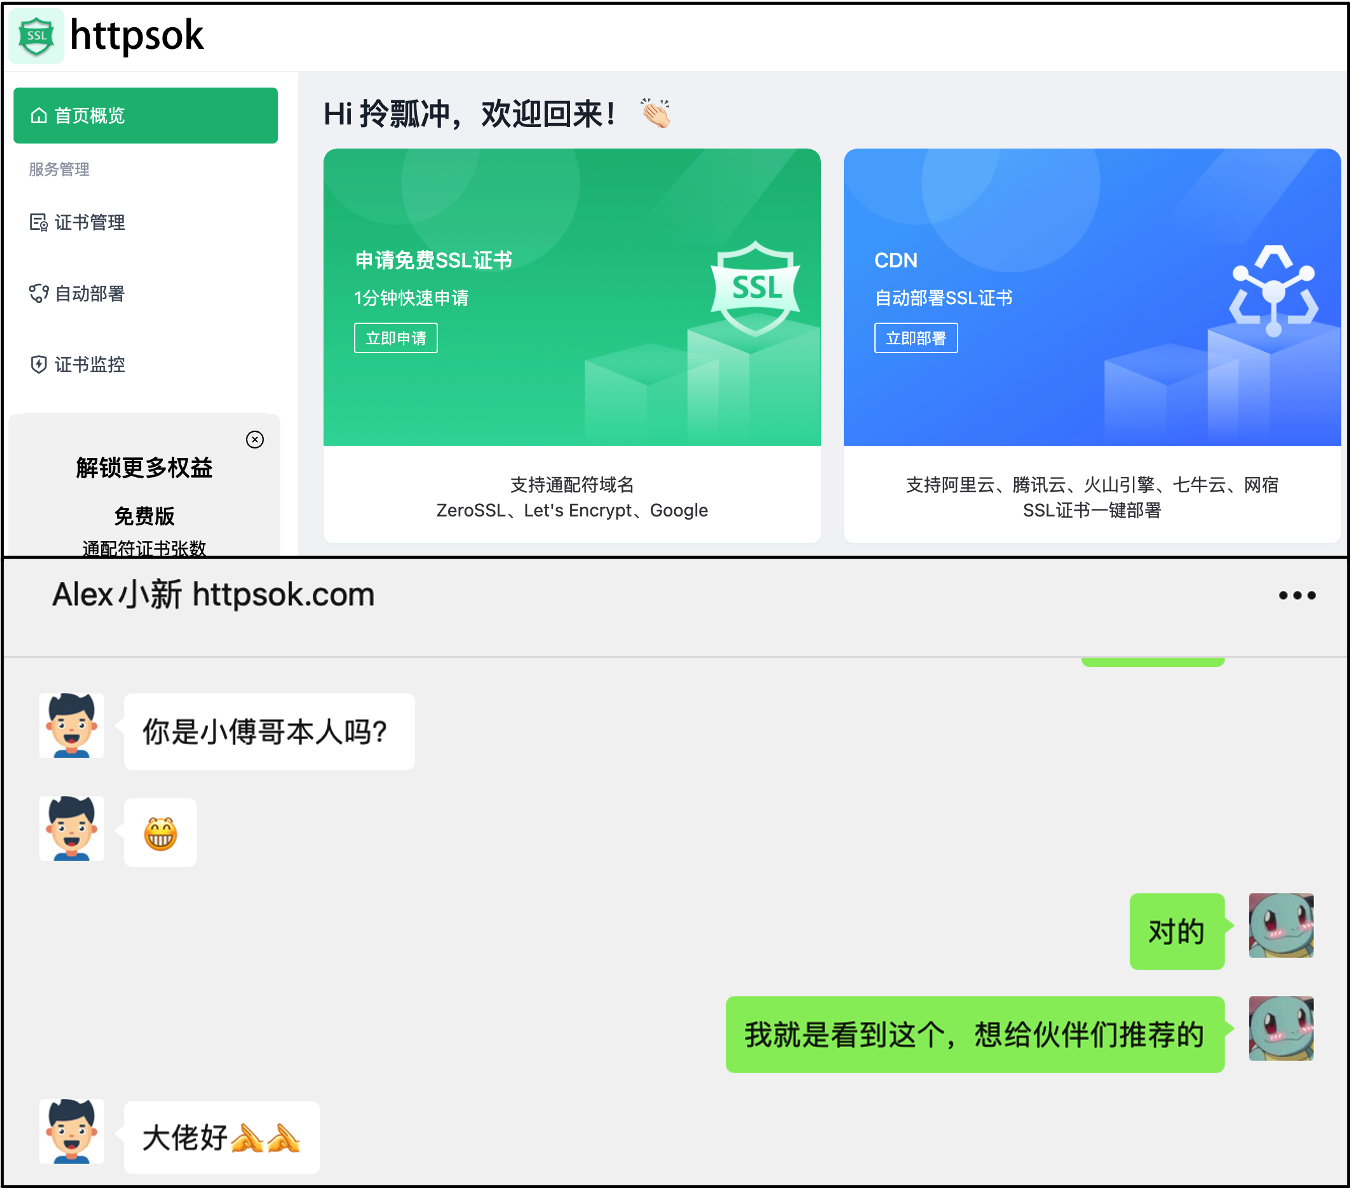 SSL httpsok
首页概览
服务管理
证书管理
自动部署
证书监控
解锁更多权益
免费版
通配符证书张数
Hi 拎瓢冲，欢迎回来！ 👏🏻
申请免费SSL证书
1分钟快速申请
立即申请
SSL
支持通配符域名
ZeroSSL、Let's Encrypt、Google
CDN
自动部署SSL证书
立即部署
支持阿里云、腾讯云、火山引擎、七牛云、网宿
SSL证书一键部署
Alex小新 httpsok.com
你是小傅哥本人吗?
😁
对的
我就是看到这个，想给伙伴们推荐的
大佬好🙏🙏